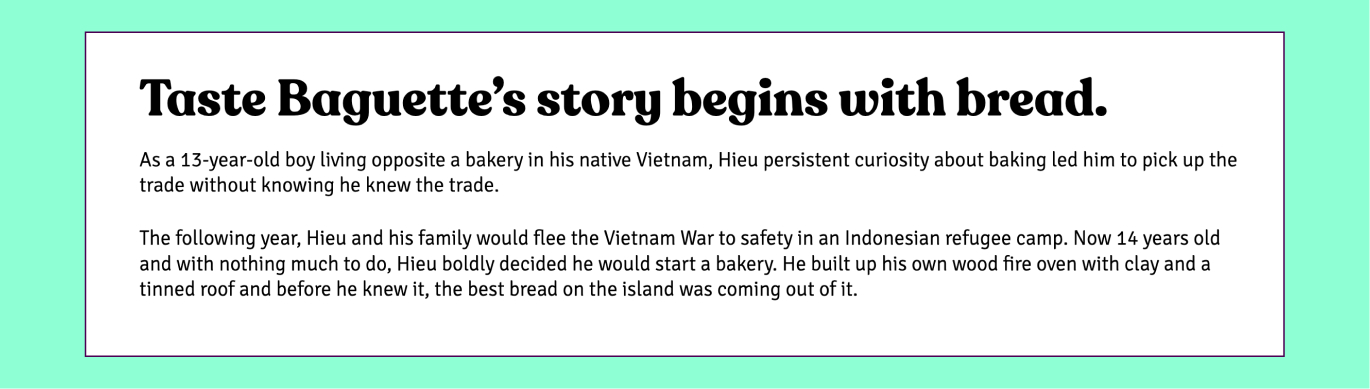 Taste Baguette’s story begins with bread.
As a 13-year-old boy living opposite a bakery in his native Vietnam, Hieu persistent curiosity about baking led him to pick up the
trade without knowing he knew the trade.
The following year, Hieu and his family would flee the Vietnam War to safety in an Indonesian refugee camp. Now 14 years old
and with nothing much to do, Hieu boldly decided he would start a bakery. He built up his own wood fire oven with clay and a
tinned roof and before he knew it, the best bread on the island was coming out of it.